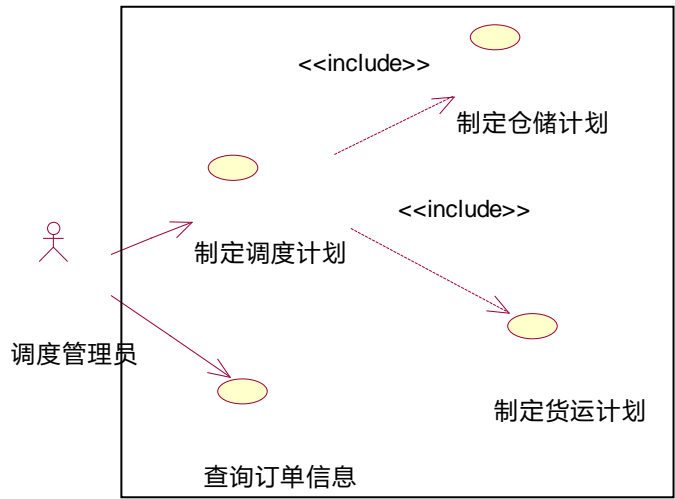 <<include>>
制定仓储计划
<<include>>
制定调度计划
调度管理员
制定货运计划
查询订单信息